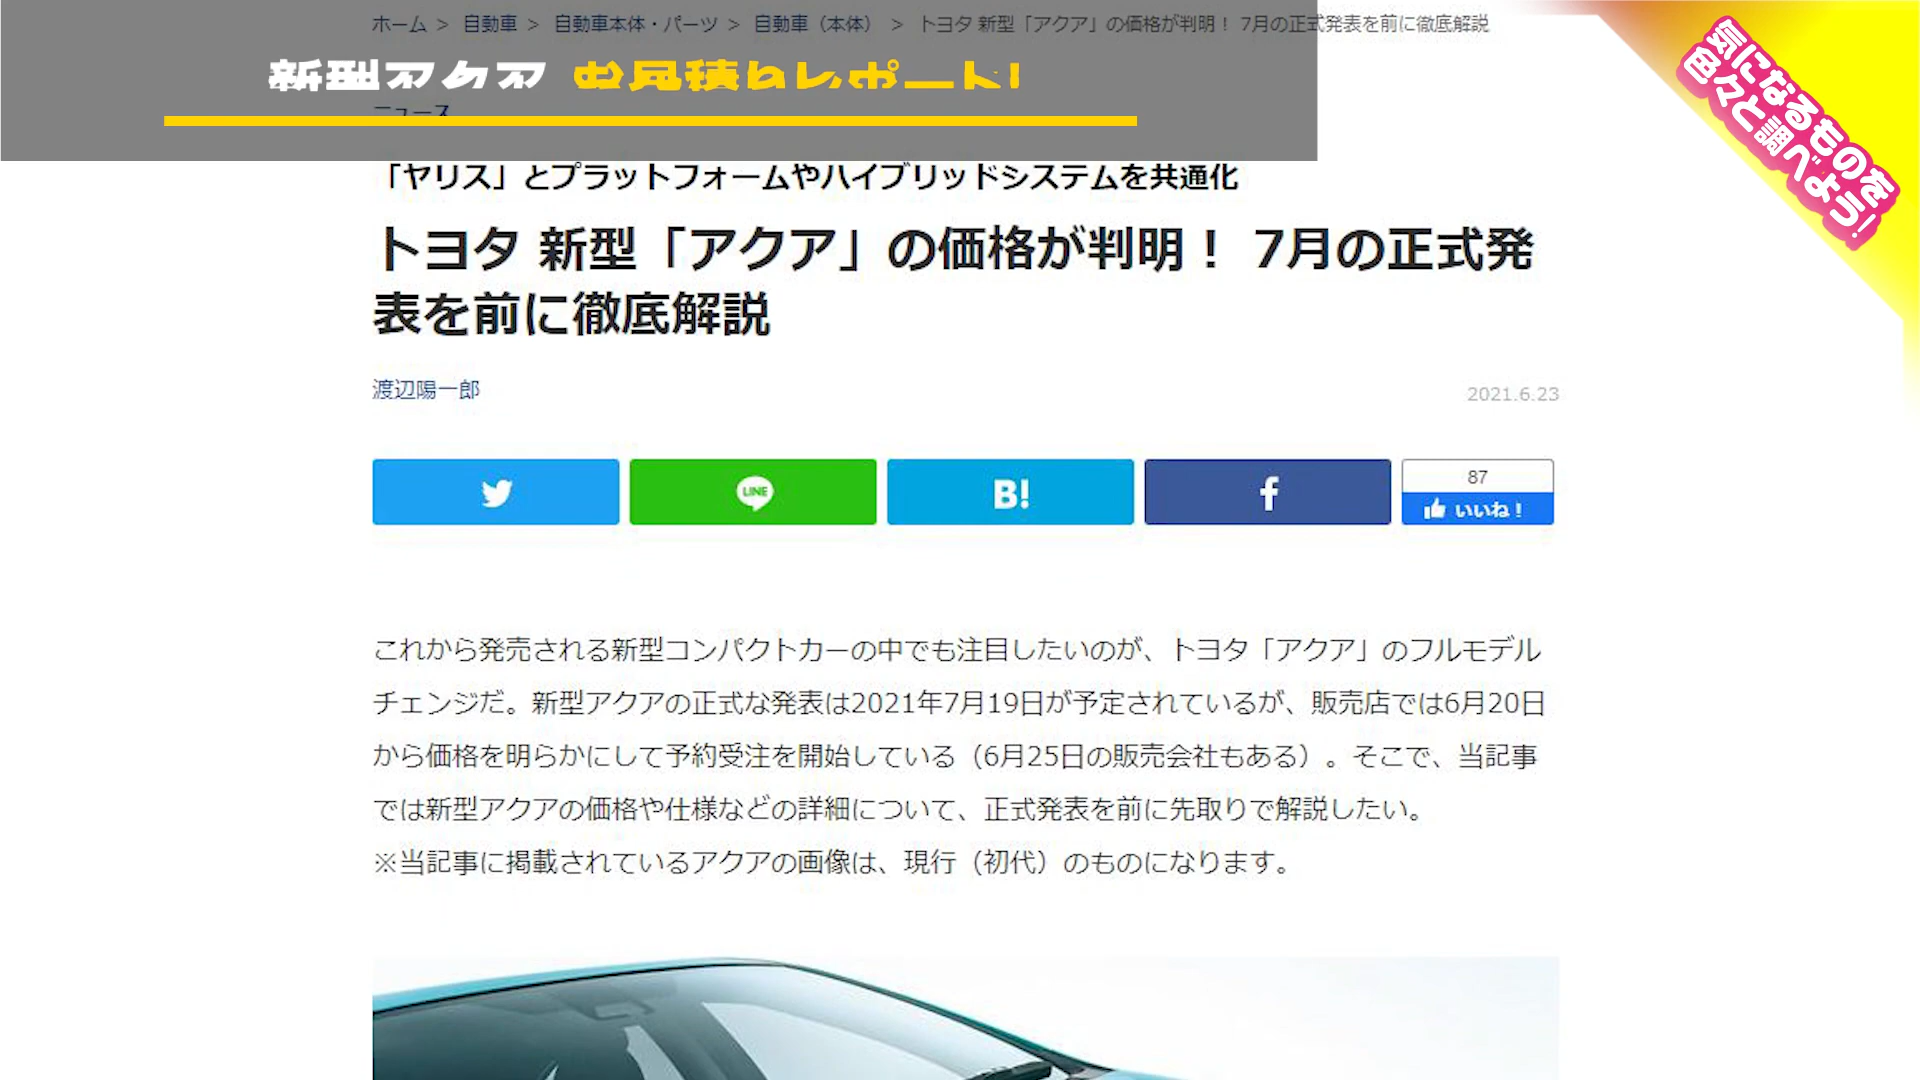 ホーム > 自動車 > 自動車本体・パーツ > 自動車（本体） > トヨタ 新型「アクア」の価格が判明！ 7月の正式発表を前に徹底解説
新型アクア お見積りレポート!
ニュース
気になるものを
色々と調べよう!
「ヤリス」とプラットフォームやハイブリッドシステムを共通化
トヨタ 新型「アクア」の価格が判明！ 7月の正式発
表を前に徹底解説
渡辺陽一郎
2021.6.23
LINE
B!
f
87
いいね！
これから発売される新型コンパクトカーの中でも注目したいのが、トヨタ「アクア」のフルモデル
チェンジだ。新型アクアの正式な発表は2021年7月19日が予定されているが、販売店では6月20日
から価格を明らかにして予約受注を開始している（6月25日の販売会社もある）。そこで、当記事
では新型アクアの価格や仕様などの詳細について、正式発表を前に先取りで解説したい。
※当記事に掲載されているアクアの画像は、現行（初代）のものになります。